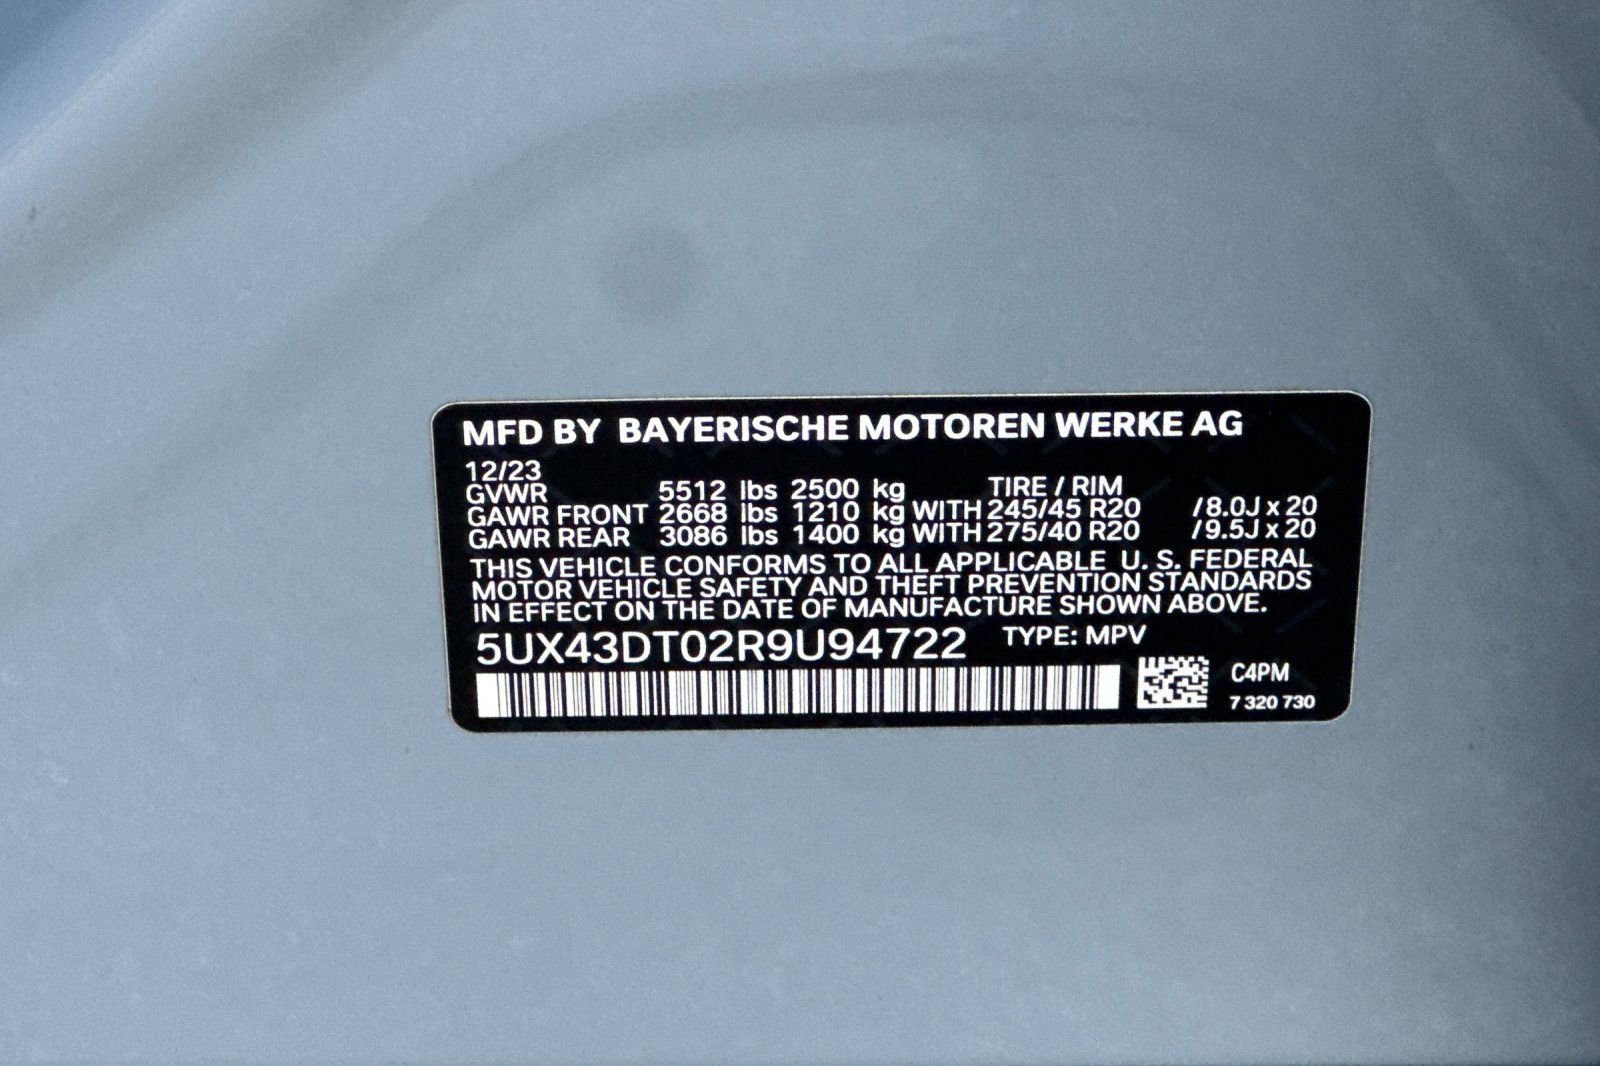 MFD BY BAYERISCHE MOTOREN WERKE AG
12/23
GVWR 5512 lbs 2500 kg TIRE / RIM
GAWR FRONT 2668 lbs 1210 kg WITH 245/45 R20 /8.0J x 20
GAWR REAR 3086 lbs 1400 kg WITH 275/40 R20 /9.5J x 20
THIS VEHICLE CONFORMS TO ALL APPLICABLE U. S. FEDERAL
MOTOR VEHICLE SAFETY AND THEFT PREVENTION STANDARDS
IN EFFECT ON THE DATE OF MANUFACTURE SHOWN ABOVE.
5UX43DT02R9U94722 TYPE: MPV
C4PM
7 320 730